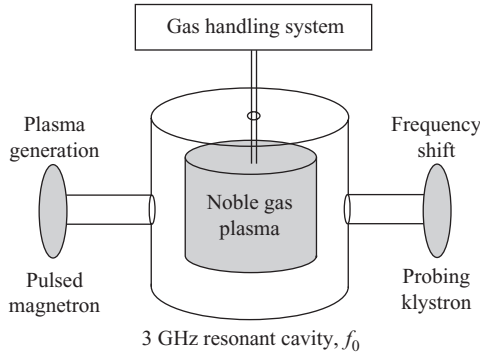 Gas handling system
Plasma
generation
Frequency
shift
Noble gas
plasma
Pulsed
magnetron
Probing
klystron
3 GHz resonant cavity, f0